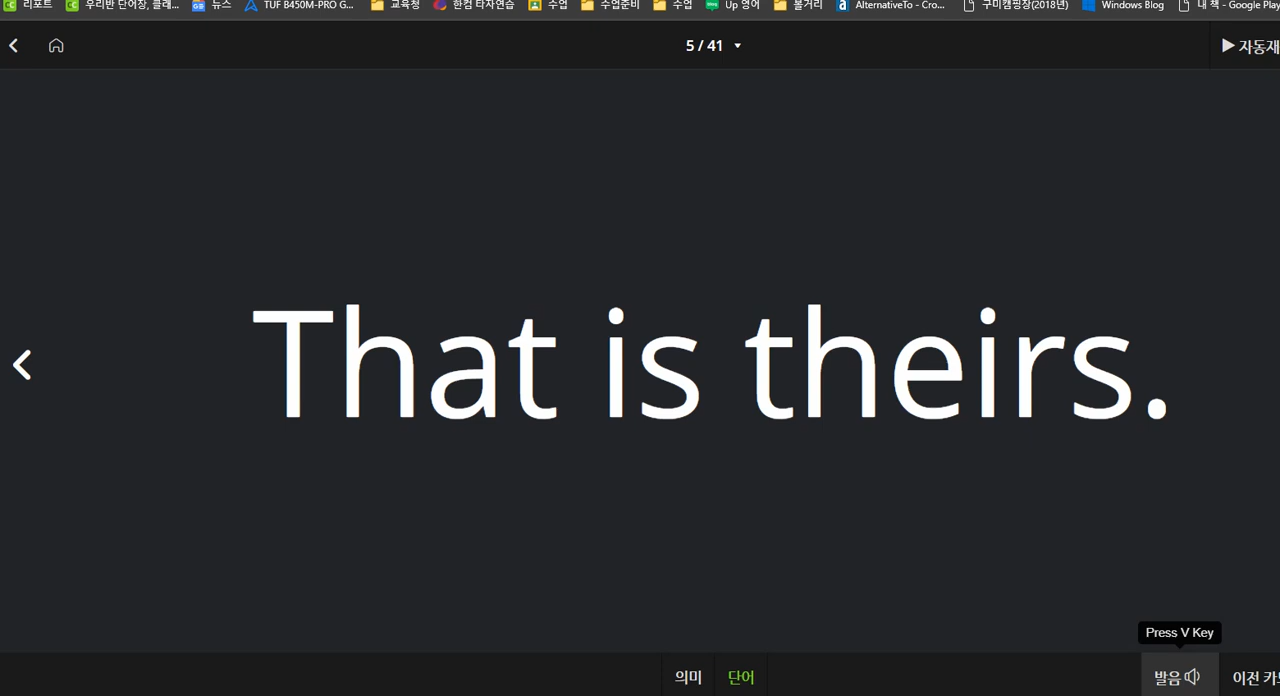 리포트 우리반 단어장, 클래... 뉴스 TUF B450M-PRO G... 교육청 한컴 타자연습 수업 수업준비 수업 Up 영어 볼거리 AlternativeTo - Cro... 구미캠핑장(2018년) Windows Blog 내 책 - Google Play
5 / 41 자동재
That is theirs.
Press V Key
의미 단어 발음 이전 카드